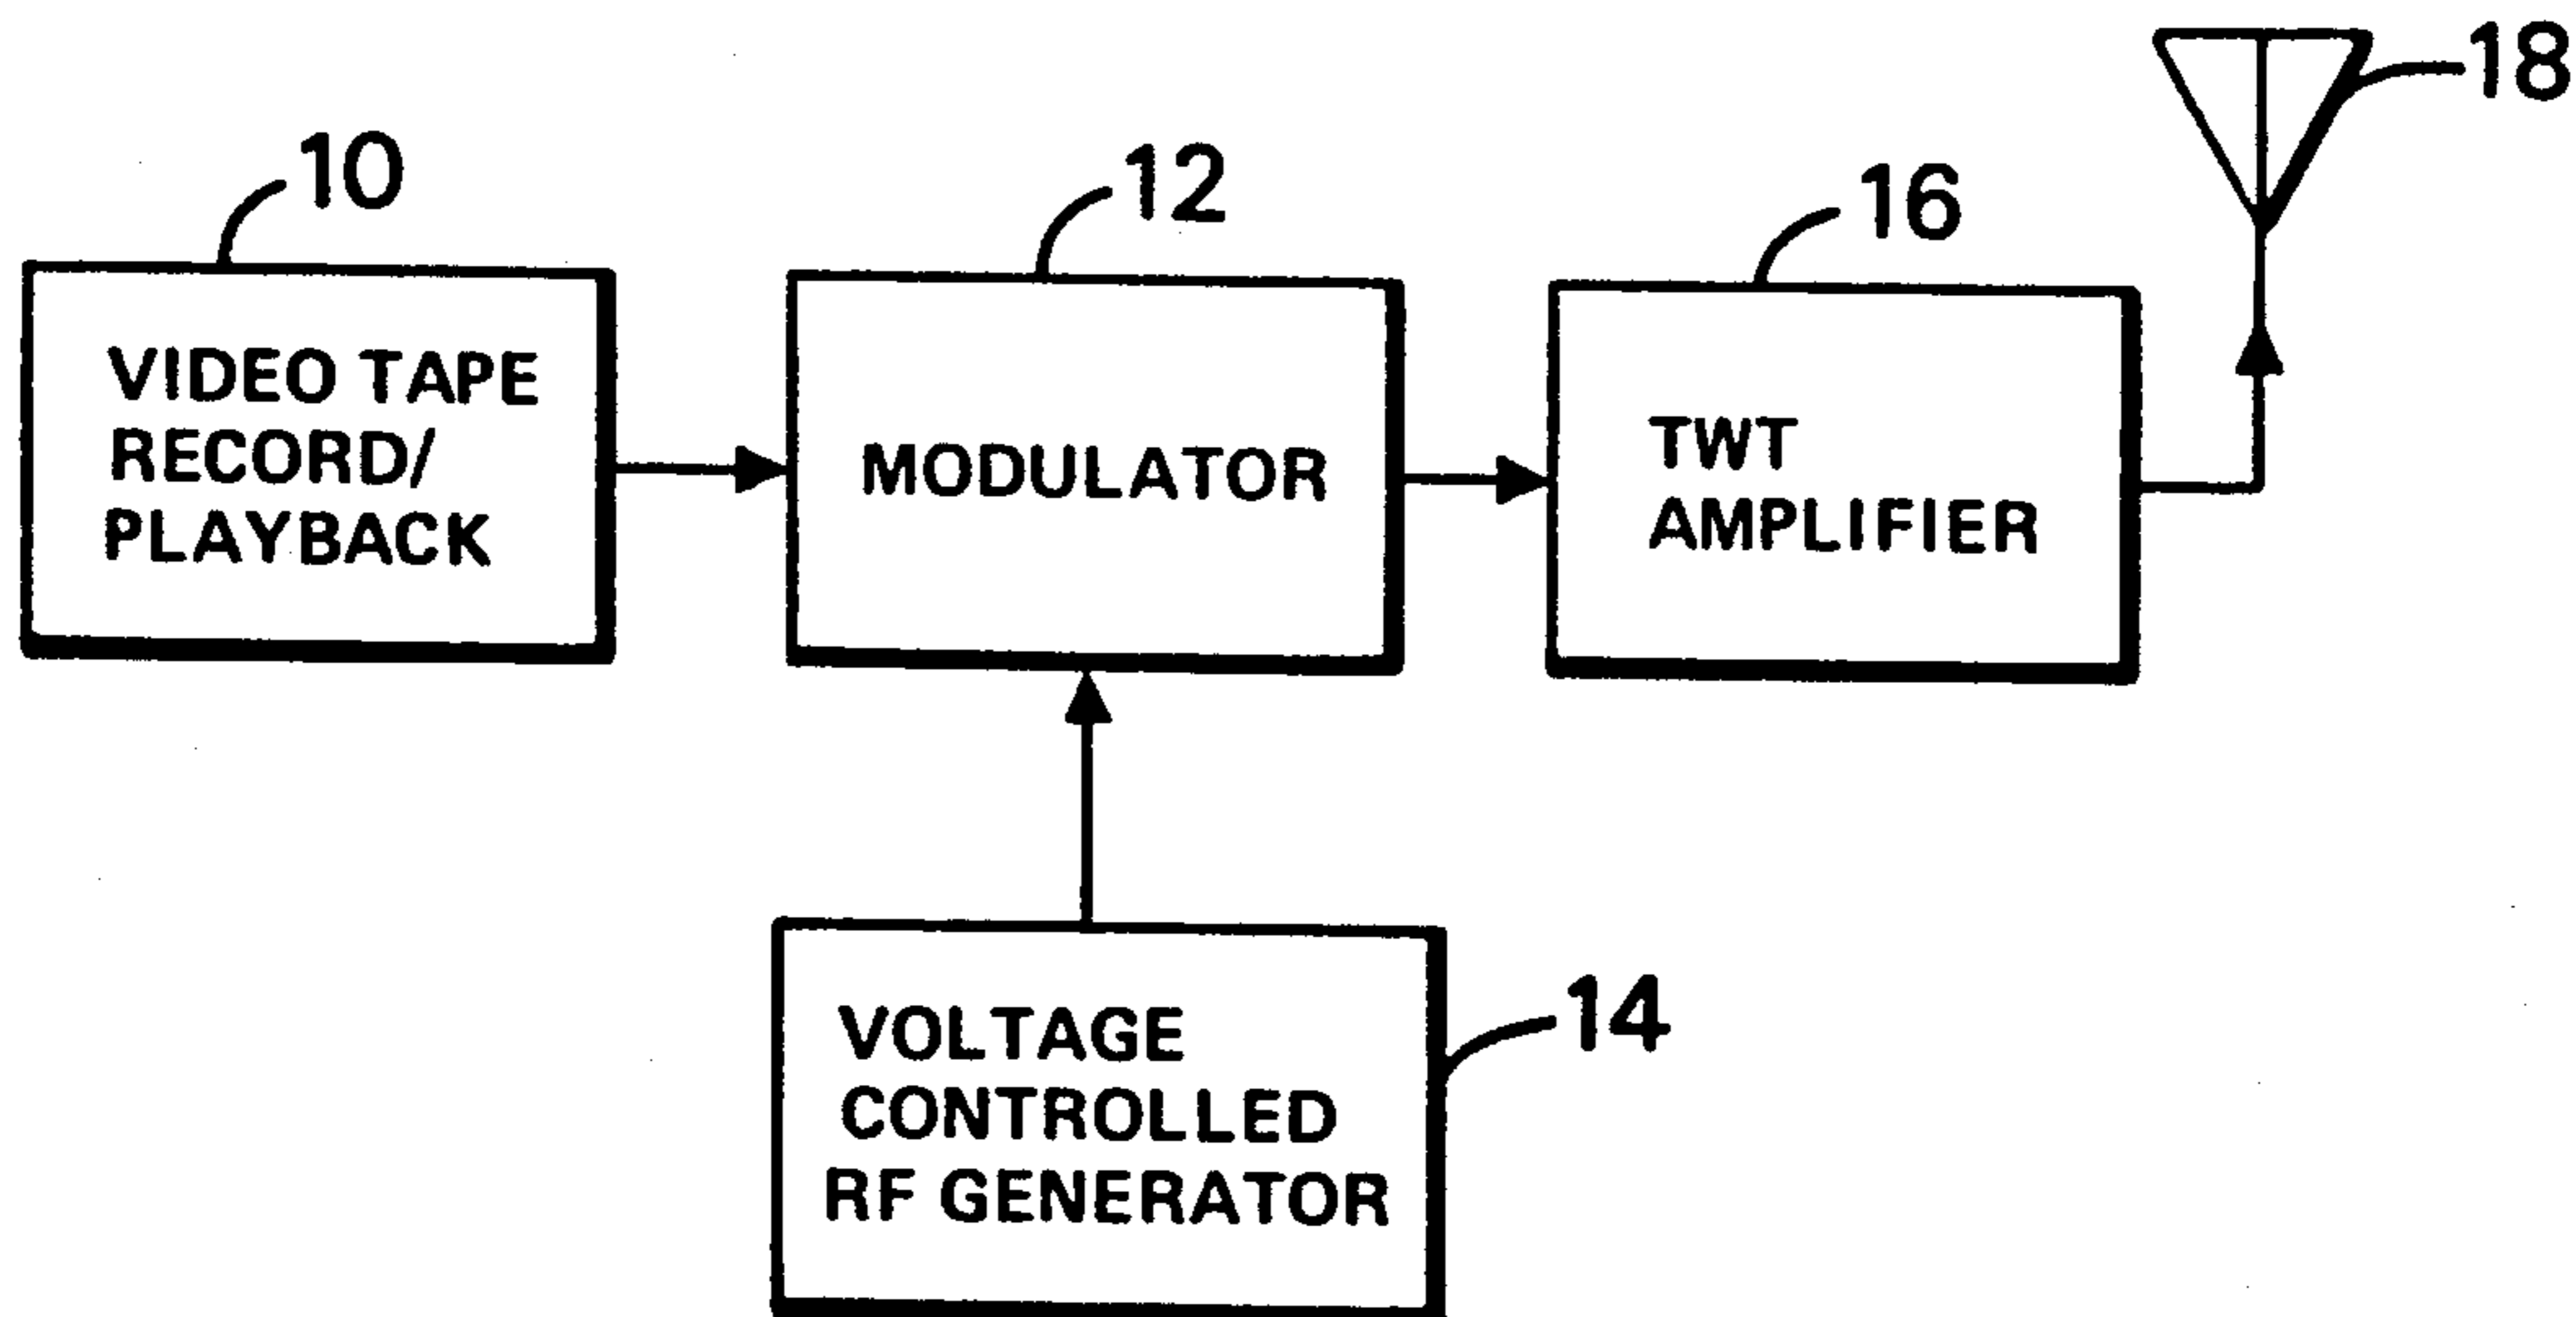 18
10
12
16
VIDEO TAPE
RECORD/
PLAYBACK
MODULATOR
TWT
AMPLIFIER
14
VOLTAGE
CONTROLLED
RF GENERATOR